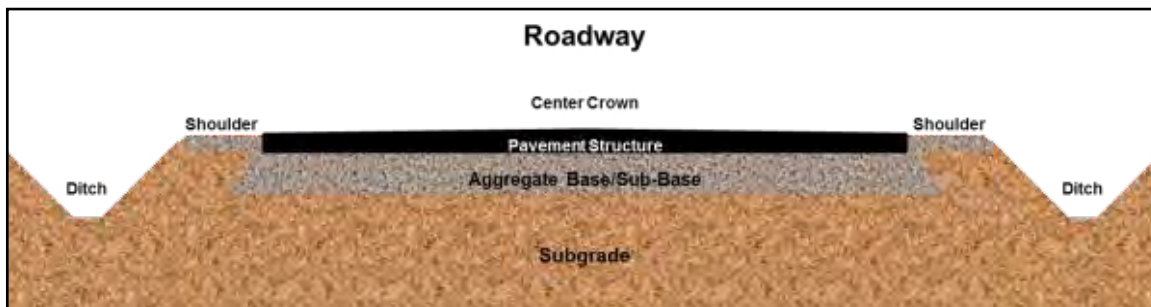 Roadway
Center Crown
Shoulder
Shoulder
Pavement Structure
Aggregate Base/Sub-Base
Ditch
Ditch
Subgrade